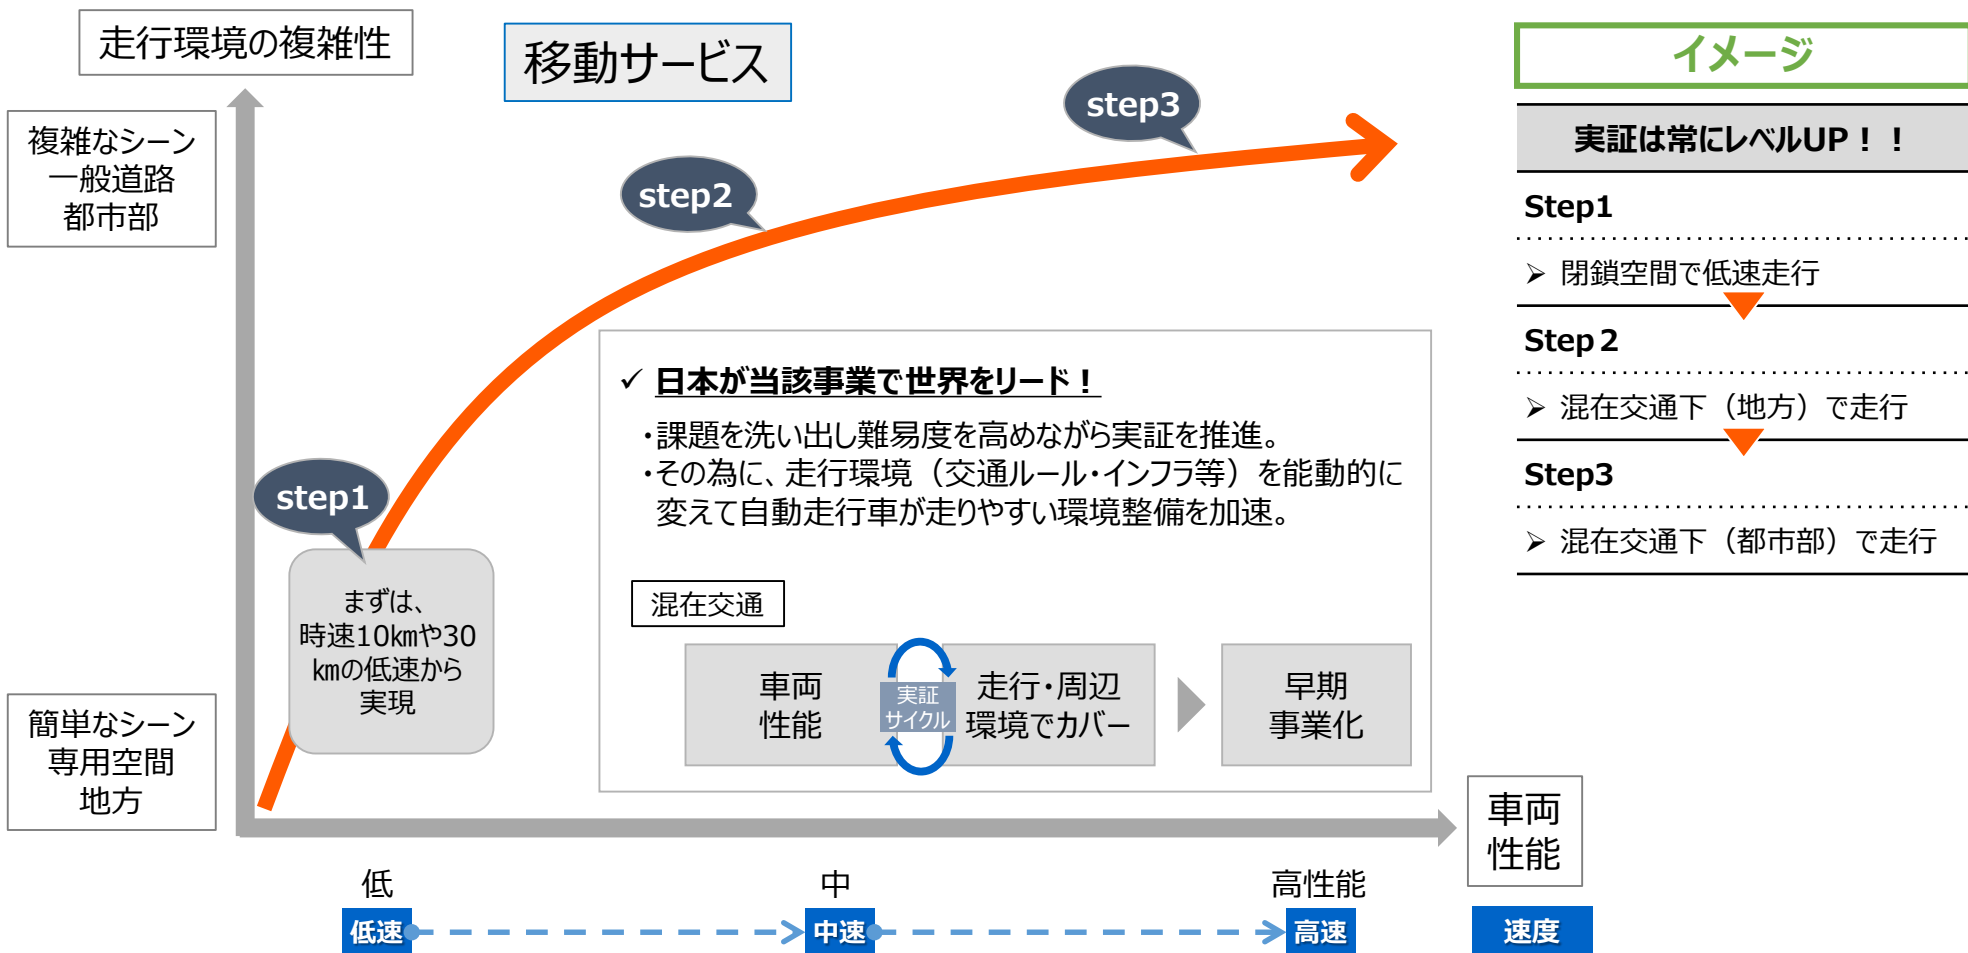 走行環境の複雑性
移動サービス
複雑なシーン
一般道路
都市部
簡単なシーン
専用空間
地方
step1
step2
step3
まずは、
時速10㎞や30
㎞の低速から
実現
✓ 日本が当該事業で世界をリード！
・課題を洗い出し難易度を高めながら実証を推進。
・その為に、走行環境（交通ルール・インフラ等）を能動的に
変えて自動走行車が走りやすい環境整備を加速。
混在交通
車両
性能
実証
サイクル
走行・周辺
環境でカバー
早期
事業化
車両
性能
低
中
高性能
低速
中速
高速
速度
イメージ
実証は常にレベルUP！！
Step1
➢ 閉鎖空間で低速走行
Step２
➢ 混在交通下（地方）で走行
Step3
➢ 混在交通下（都市部）で走行